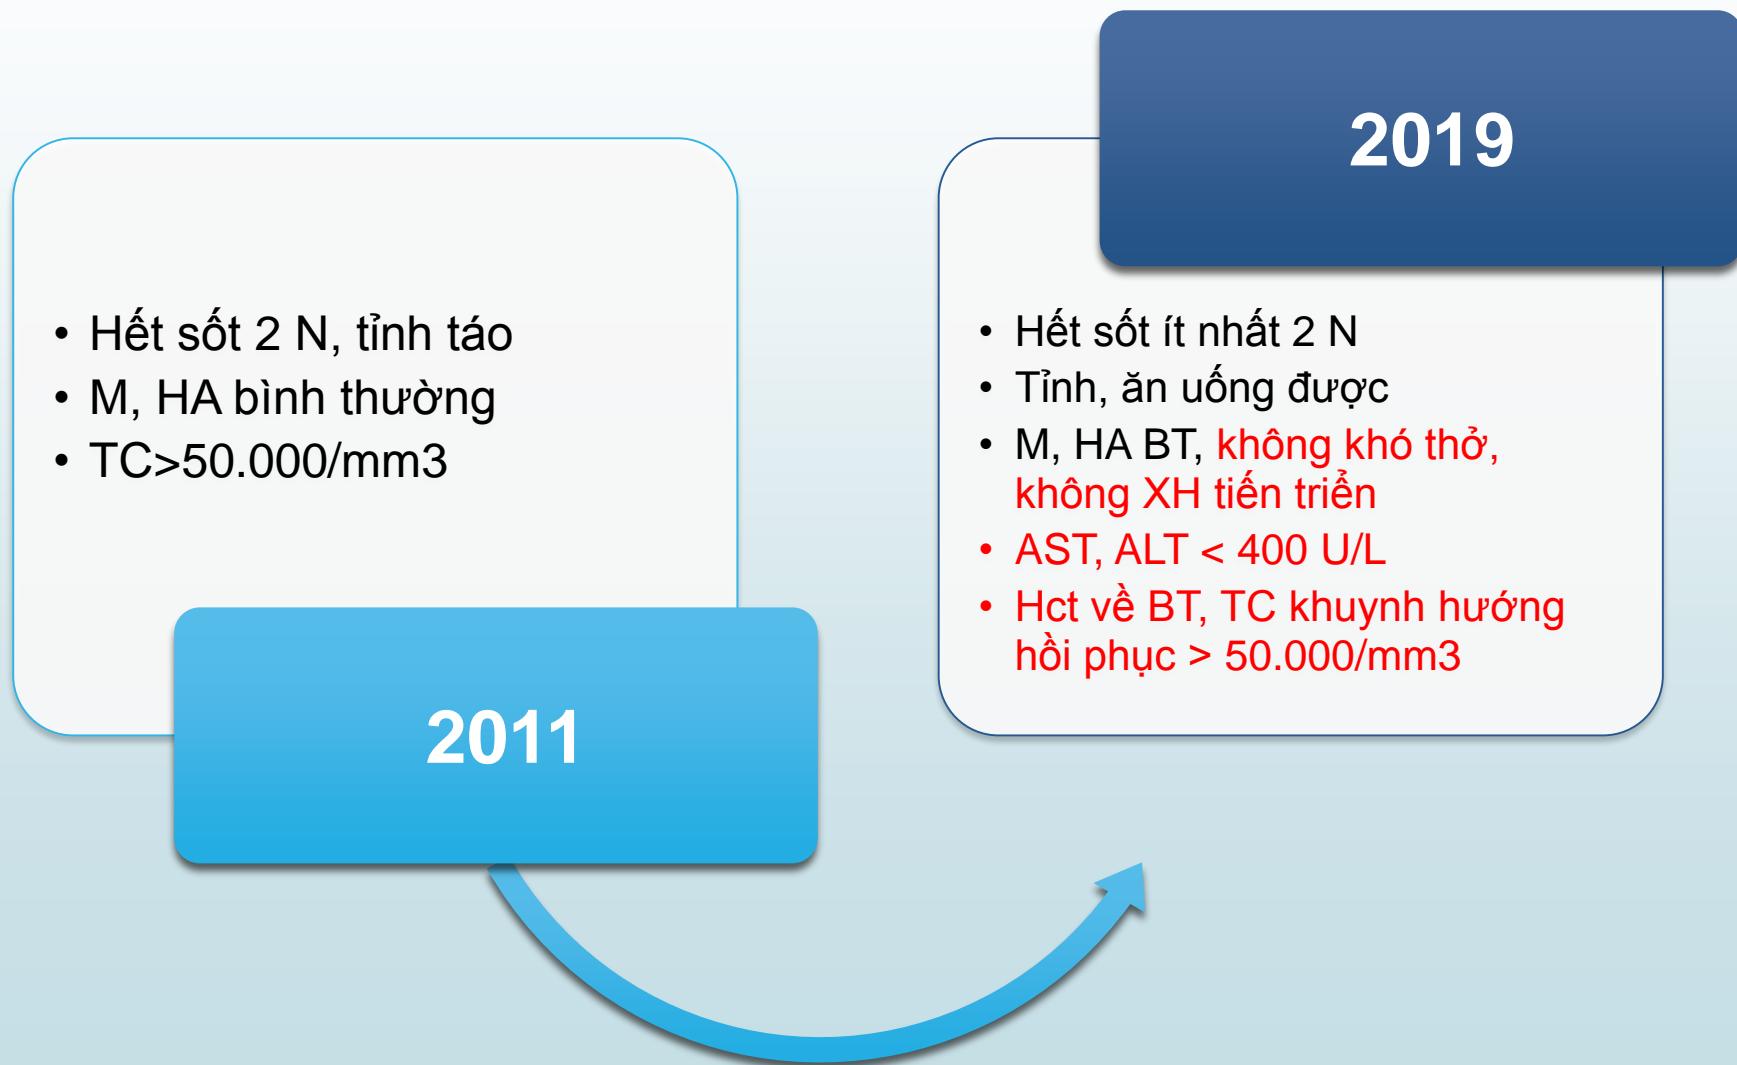 • Hết sốt 2 N, tỉnh táo
• M, HA bình thường
• TC>50.000/mm3
2011
2019
• Hết sốt ít nhất 2 N
• Tỉnh, ăn uống được
• M, HA BT, không khó thở,
không XH tiến triển
• AST, ALT < 400 U/L
• Hct về BT, TC khuynh hướng
hồi phục > 50.000/mm3